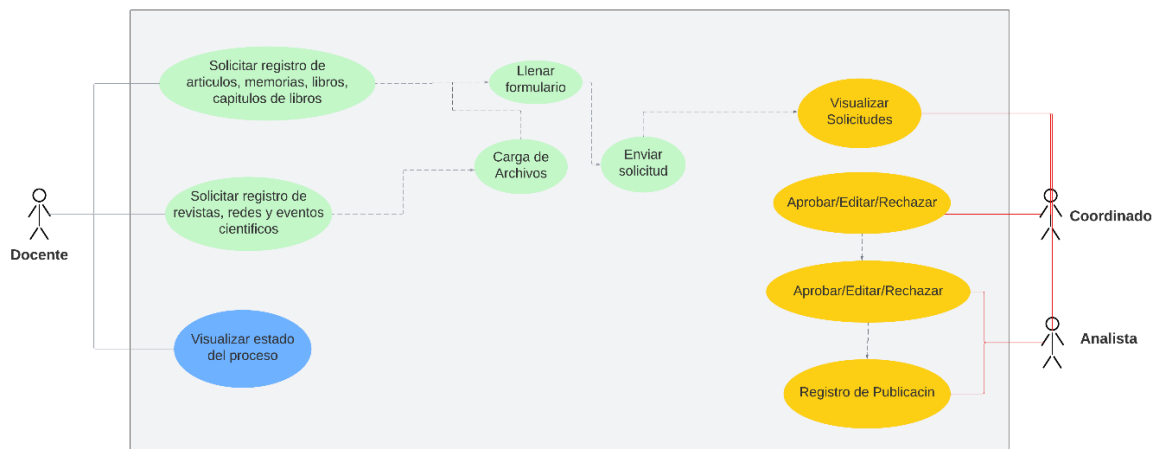 Solicitar registro de
articulos, memorias, libros,
capitulos de libros
Llenar
formulario
Visualizar
Solicitudes
Carga de
Archivos
Enviar
solicitud
Solicitar registro de
revistas, redes y eventos
cientificos
Aprobar/Editar/Rechazar
Coordinado
Docente
Aprobar/Editar/Rechazar
Visualizar estado
del proceso
Analista
Registro de Publicacin